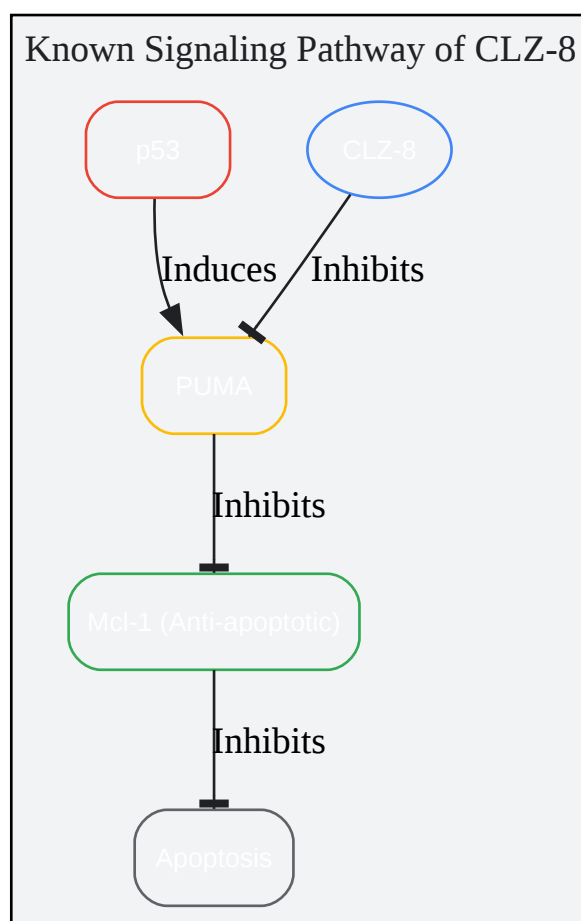 Known Signaling Pathway of CLZ-8
p53
CLZ-8
Induces
Inhibits
PUMA
Inhibits
Mcl-1 (Anti-apoptotic)
Inhibits
Apoptosis